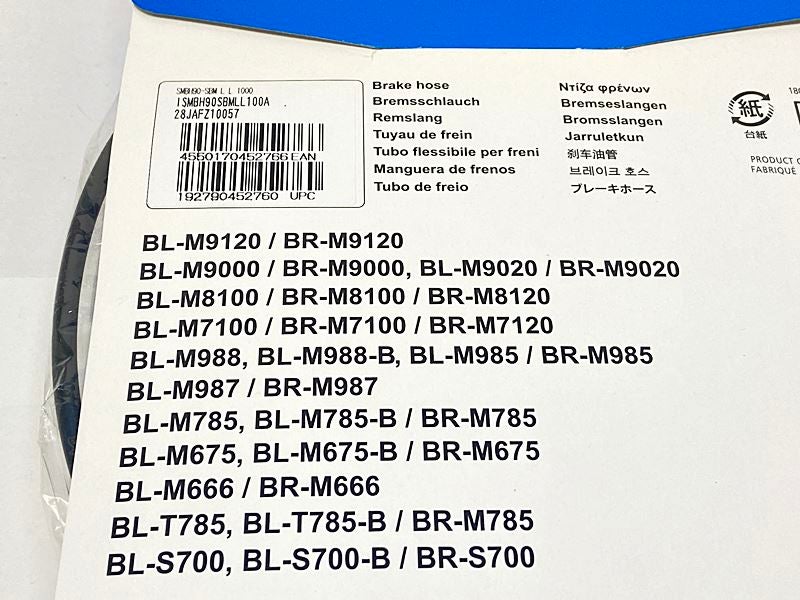 SMBH90-SBM L L 1000
ISMBH90SBMLL100A
28JAFZ10057
4550170452766 EAN
192790452760 UPC
Brake hose
Bremsschlauch
Remslang
Tuyau de frein
Tubo flessibile per freni
Manguera de frenos
Tubo de freio
Ντίζα φρένων
Bremseslangen
Bromsslangen
Jarruletkun
刹车油管
브레이크 호스
ブレーキホース
紙
台紙
180
PRODUCT O
FABRIQUÉ
BL-M9120 / BR-M9120
BL-M9000 / BR-M9000, BL-M9020 / BR-M9020
BL-M8100 / BR-M8100 / BR-M8120
BL-M7100 / BR-M7100 / BR-M7120
BL-M988, BL-M988-B, BL-M985 / BR-M985
BL-M987 / BR-M987
BL-M785, BL-M785-B / BR-M785
BL-M675, BL-M675-B / BR-M675
BL-M666 / BR-M666
BL-T785, BL-T785-B / BR-M785
BL-S700, BL-S700-B / BR-S700